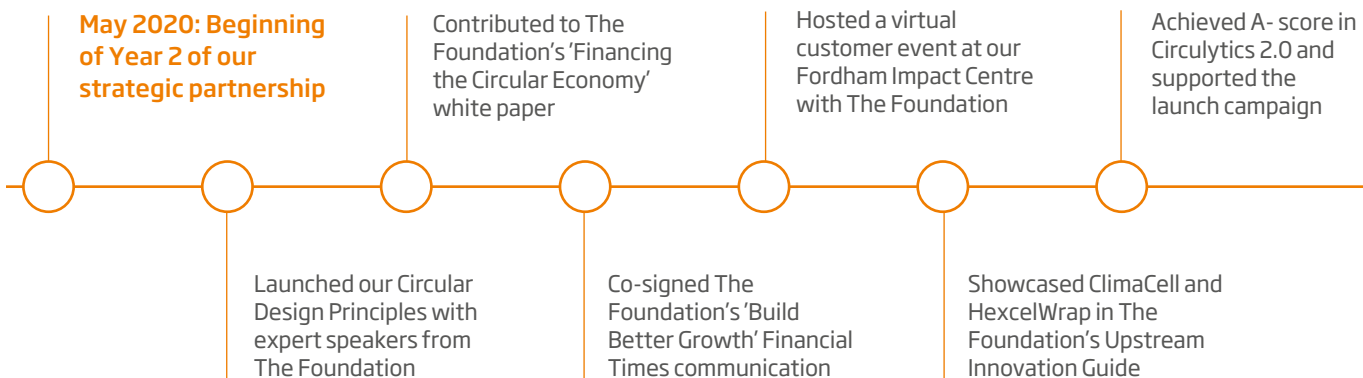 May 2020: Beginning
of Year 2 of our
strategic partnership
Launched our Circular
Design Principles with
expert speakers from
The Foundation
Contributed to The
Foundation's 'Financing
the Circular Economy'
white paper
Co-signed The
Foundation's 'Build
Better Growth' Financial
Times communication
Hosted a virtual
customer event at our
Fordham Impact Centre
with The Foundation
Showcased ClimaCell and
HexcelWrap in The
Foundation's Upstream
Innovation Guide
Achieved A- score in
Circulytics 2.0 and
supported the
launch campaign